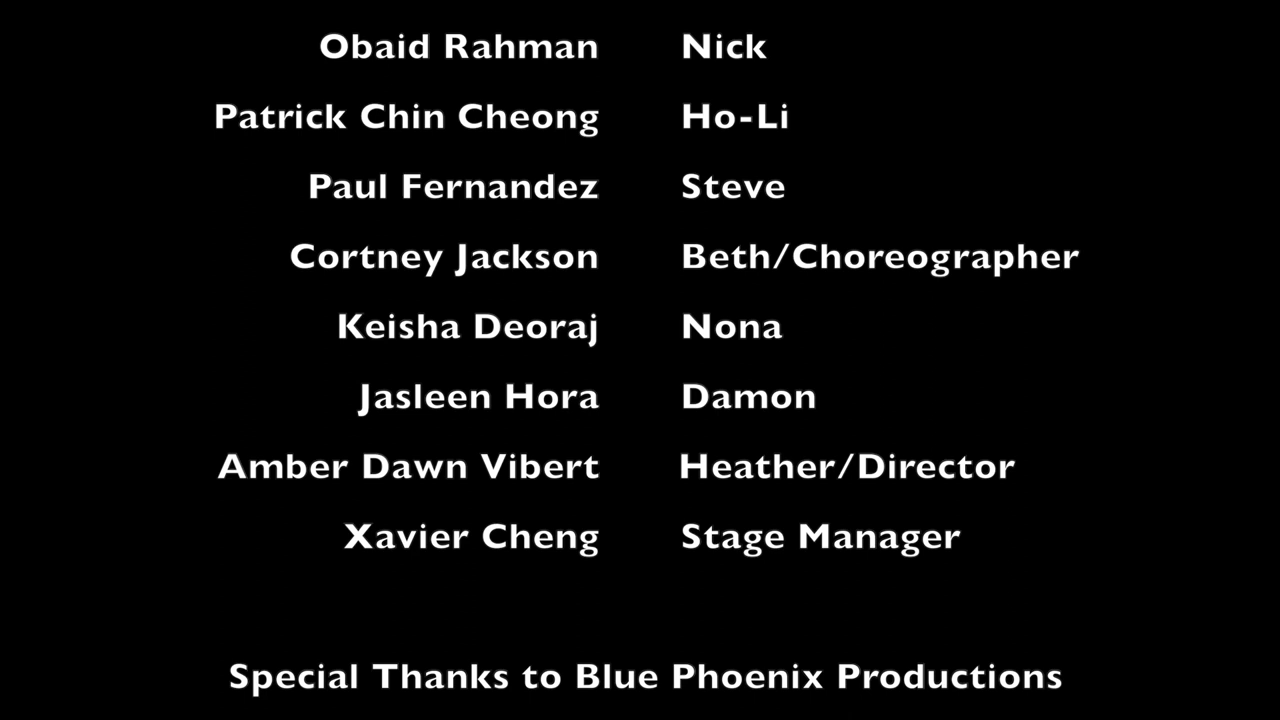 Obaid Rahman Nick
Patrick Chin Cheong Ho-Li
Paul Fernandez Steve
Cortney Jackson Beth/Choreographer
Keisha Deoraj Nona
Jasleen Hora Damon
Amber Dawn Vibert Heather/Director
Xavier Cheng Stage Manager
Special Thanks to Blue Phoenix Productions